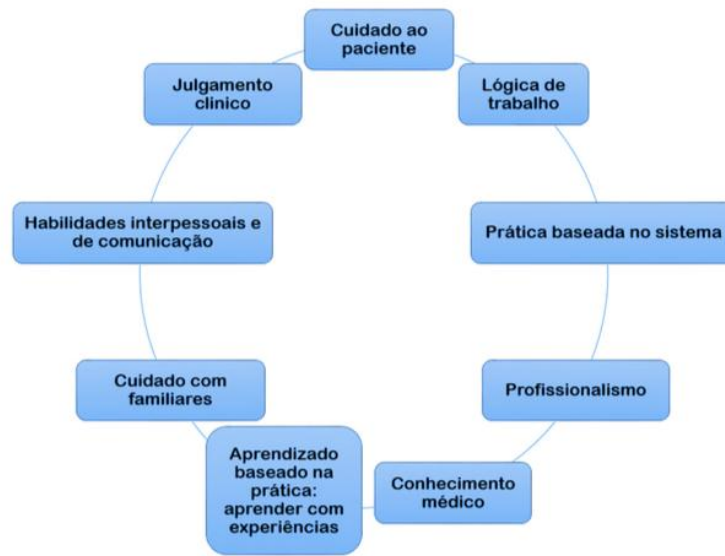 Cuidado ao
paciente
Lógica de
trabalho
Prática baseada no sistema
Profissionalismo
Conhecimento
médico
Aprendizado
baseado na
prática:
aprender com
experiências
Cuidado com
familiares
Habilidades interpessoais e
de comunicação
Julgamento
clinico